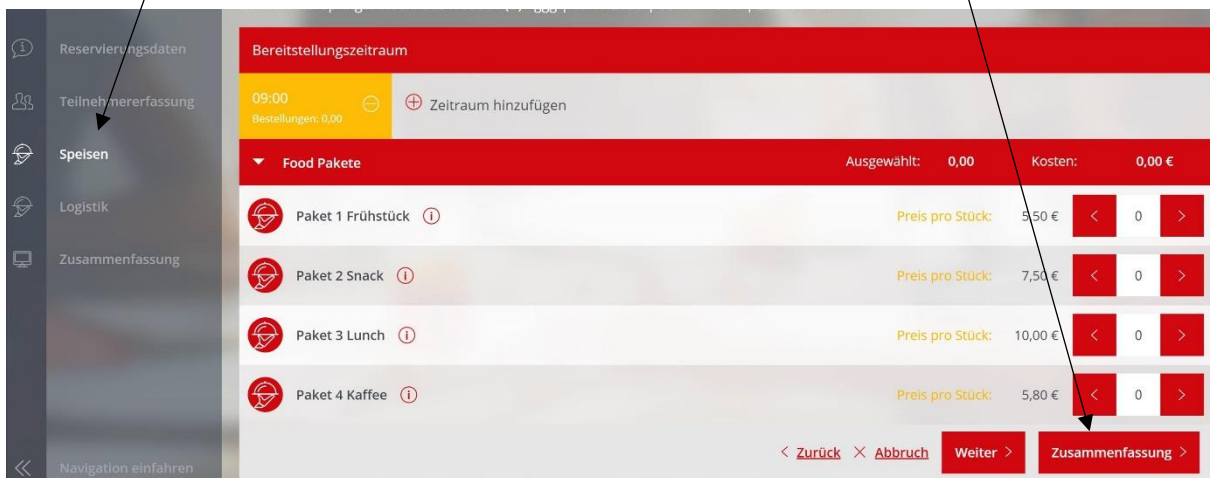 Reservierungsdaten
Teilnehmererfassung
Speisen
Logistik
Zusammenfassung
Navigation einfahren
Bereitstellungszeitraum
09:00
Bestellungen: 0,00
Zeitraum hinzufügen
Food Pakete Ausgewählt: 0,00 Kosten: 0,00 €
Paket 1 Frühstück Preis pro Stück: 5,50 € 0
Paket 2 Snack Preis pro Stück: 7,50 € 0
Paket 3 Lunch Preis pro Stück: 10,00 € 0
Paket 4 Kaffee Preis pro Stück: 5,80 € 0
Zurück Abbruch Weiter Zusammenfassung